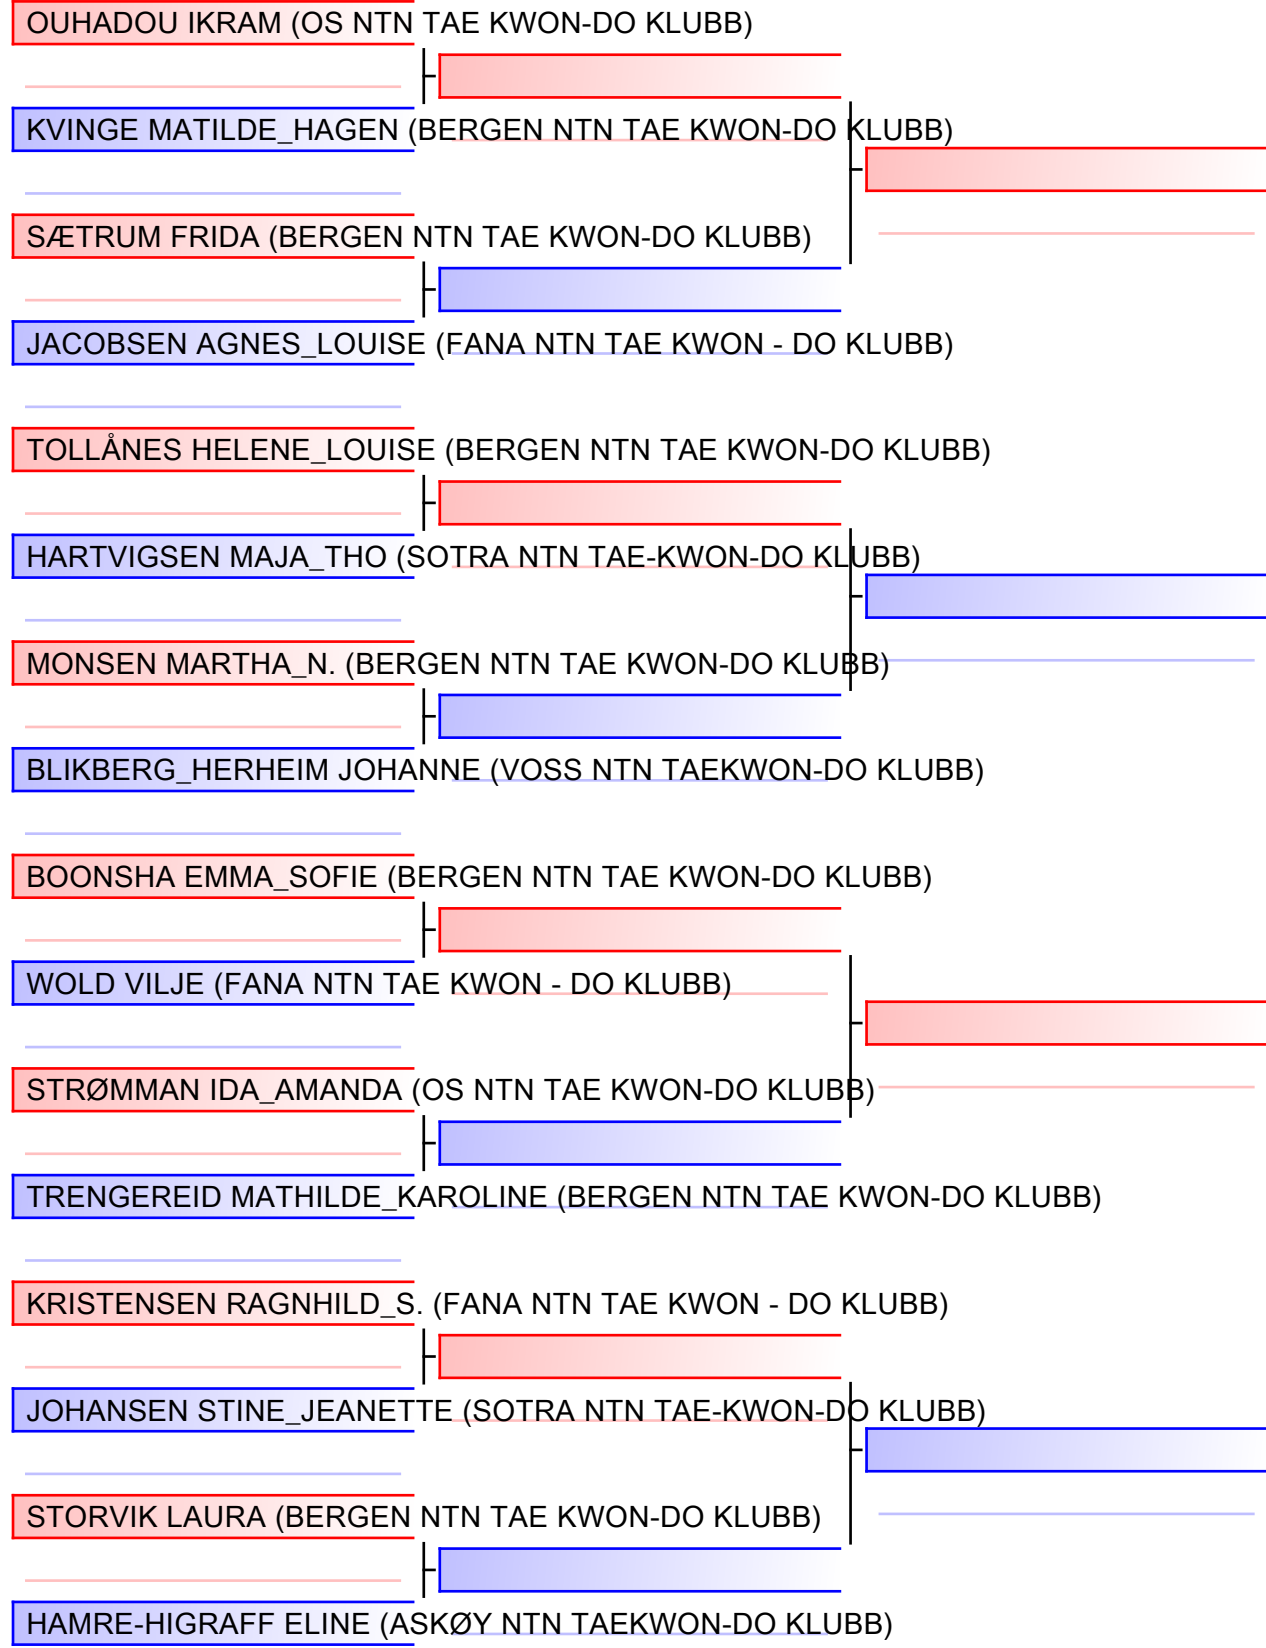 OUHADOU IKRAM (OS NTN TAE KWON-DO KLUBB)
KVINGE MATILDE_HAGEN (BERGEN NTN TAE KWON-DO KLUBB)
SÆTRUM FRIDA (BERGEN NTN TAE KWON-DO KLUBB)
JACOBSEN AGNES_LOUISE (FANA NTN TAE KWON - DO KLUBB)
TOLLÅNES HELENE_LOUISE (BERGEN NTN TAE KWON-DO KLUBB)
HARTVIGSEN MAJA_THO (SOTRA NTN TAE-KWON-DO KLUBB)
MONSEN MARTHA_N. (BERGEN NTN TAE KWON-DO KLUBB)
BLIKBERG_HERHEIM JOHANNE (VOSS NTN TAEKWON-DO KLUBB)
BOONSHA EMMA_SOFIE (BERGEN NTN TAE KWON-DO KLUBB)
WOLD VILJE (FANA NTN TAE KWON - DO KLUBB)
STRØMMAN IDA_AMANDA (OS NTN TAE KWON-DO KLUBB)
TRENGEREID MATHILDE_KAROLINE (BERGEN NTN TAE KWON-DO KLUBB)
KRISTENSEN RAGNHILD_S. (FANA NTN TAE KWON - DO KLUBB)
JOHANSEN STINE_JEANETTE (SOTRA NTN TAE-KWON-DO KLUBB)
STORVIK LAURA (BERGEN NTN TAE KWON-DO KLUBB)
HAMRE-HIGRAFF ELINE (ASKØY NTN TAEKWON-DO KLUBB)